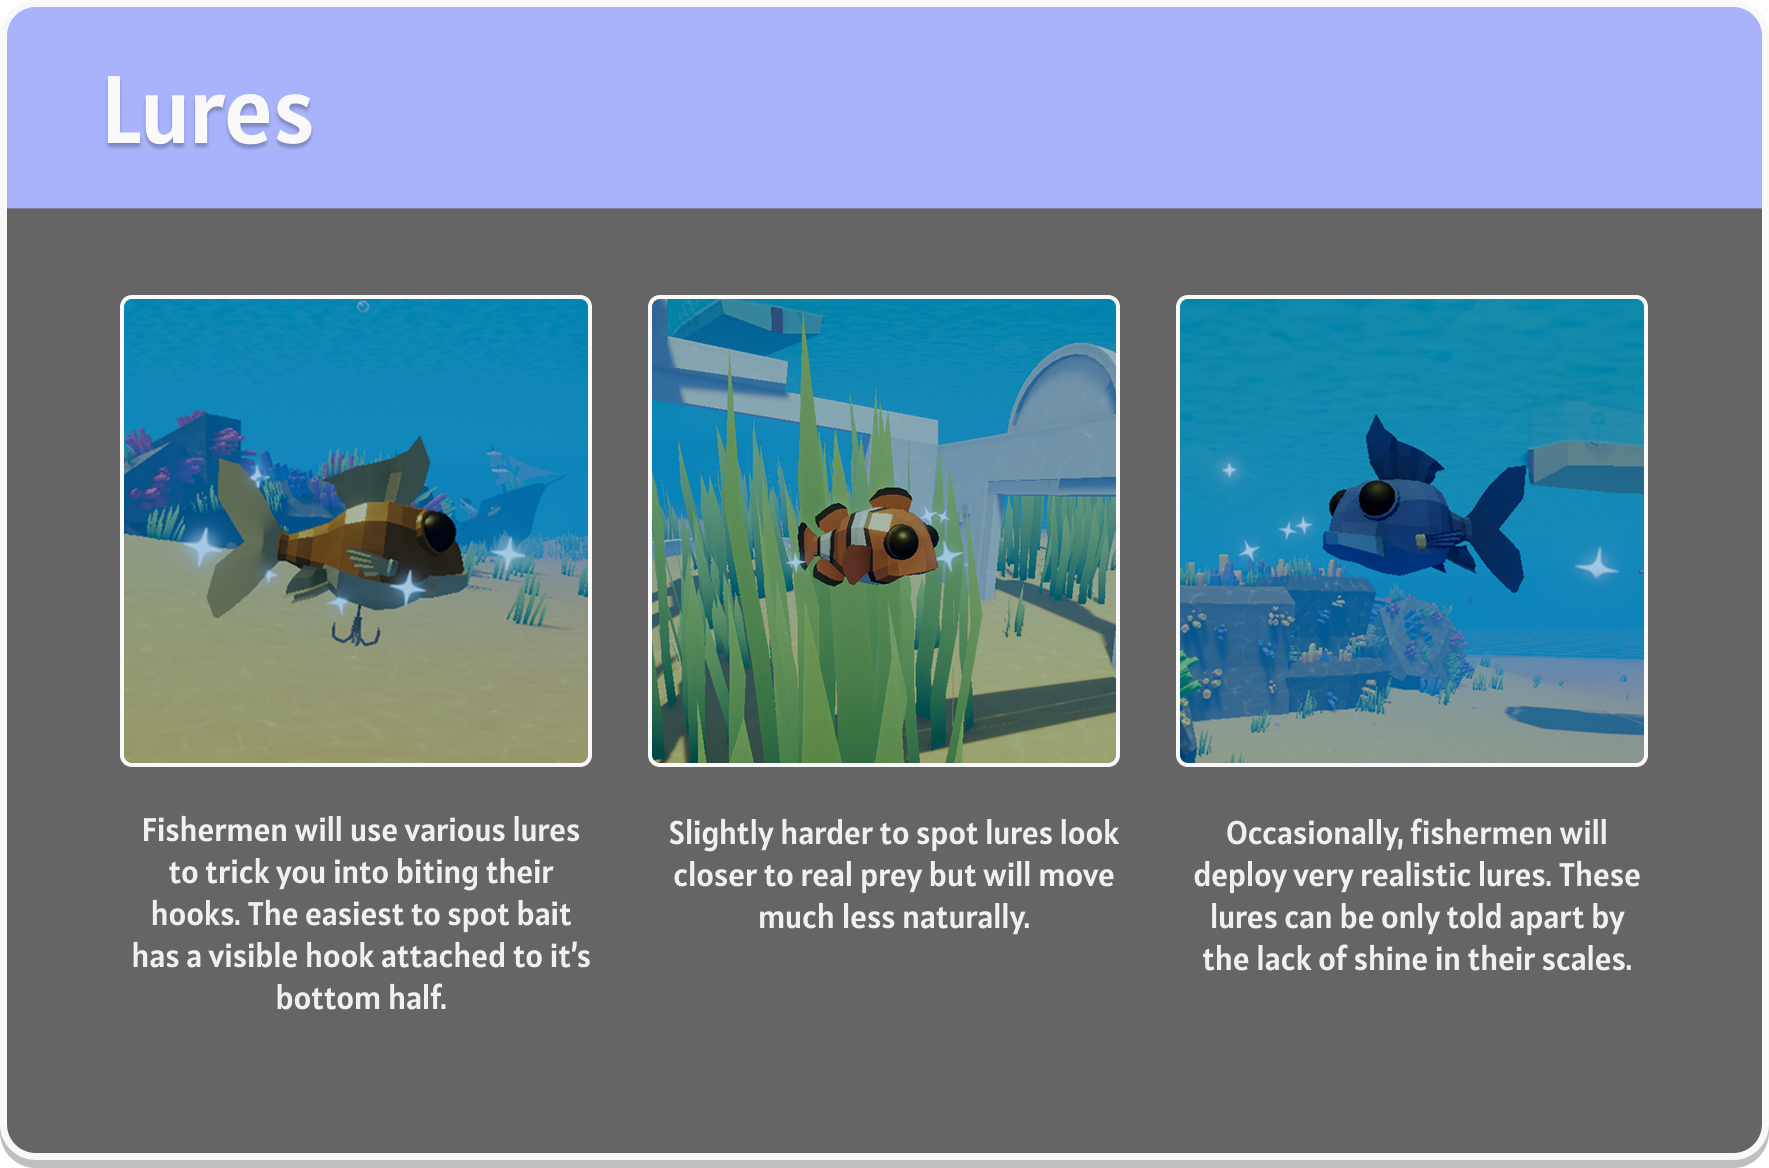 Lures
Fishermen will use various lures
to trick you into biting their
hooks. The easiest to spot bait
has a visible hook attached to it's
bottom half.
Slightly harder to spot lures look
closer to real prey but will move
much less naturally.
Occasionally, fishermen will
deploy very realistic lures. These
lures can be only told apart by
the lack of shine in their scales.